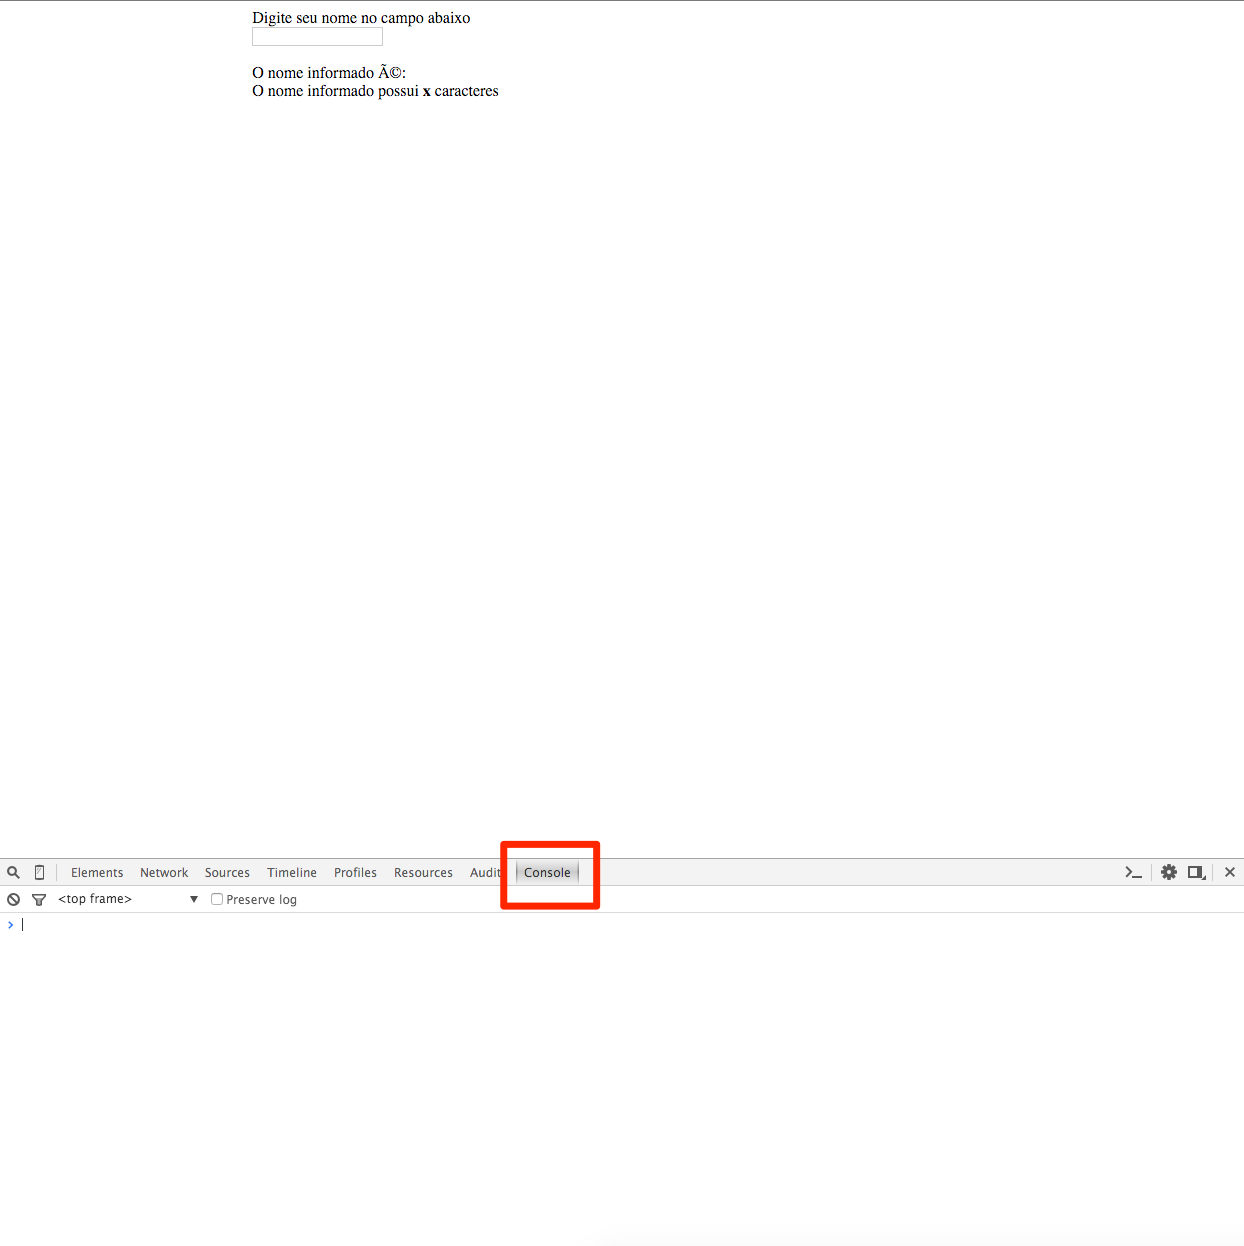 Digite seu nome no campo abaixo
O nome informado Ã©:
O nome informado possui x caracteres
Elements Network Sources Timeline Profiles Resources Audit Console
<top frame> ▼ Preserve log